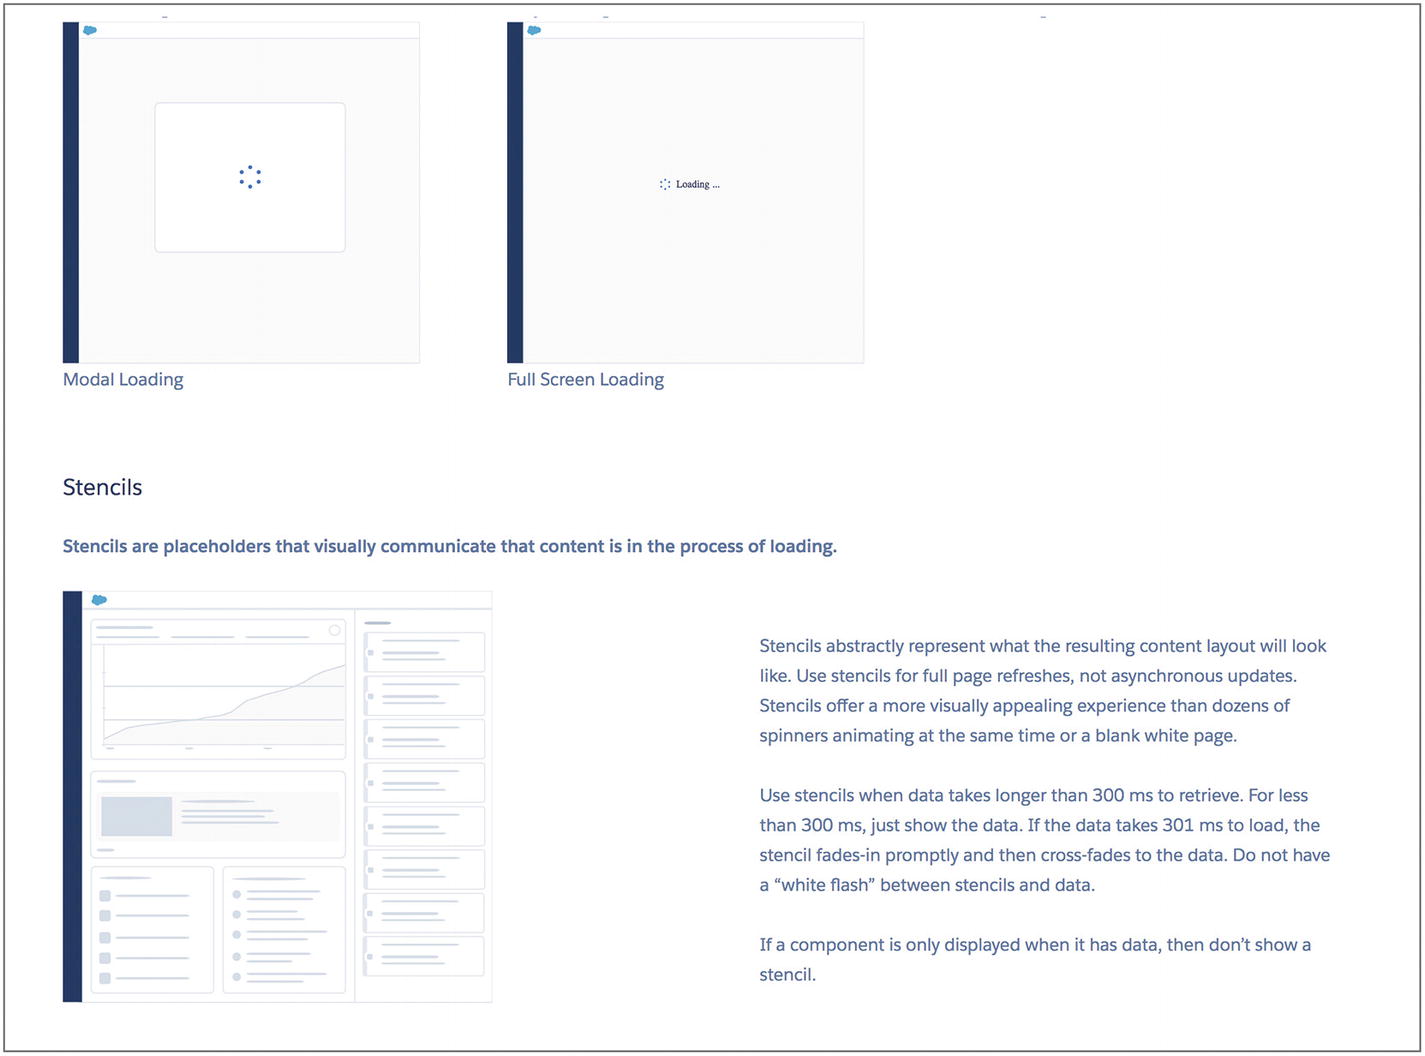 Loading ...
Modal Loading
Full Screen Loading
Stencils
Stencils are placeholders that visually communicate that content is in the process of loading.
Stencils abstractly represent what the resulting content layout will look
like. Use stencils for full page refreshes, not asynchronous updates.
Stencils offer a more visually appealing experience than dozens of
spinners animating at the same time or a blank white page.
Use stencils when data takes longer than 300 ms to retrieve. For less
than 300 ms, just show the data. If the data takes 301 ms to load, the
stencil fades-in promptly and then cross-fades to the data. Do not have
a “white flash” between stencils and data.
If a component is only displayed when it has data, then don’t show a
stencil.